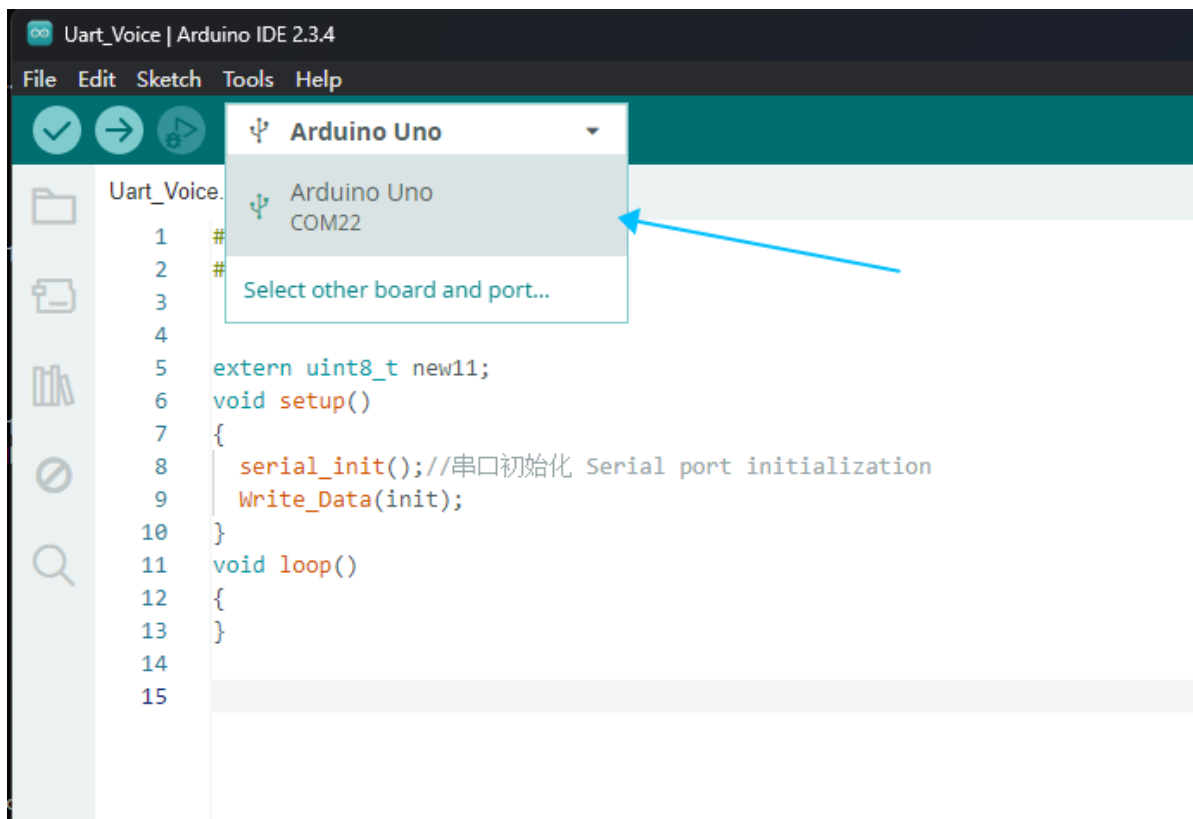 Uart_Voice | Arduino IDE 2.3.4
File Edit Sketch Tools Help
Arduino Uno
Uart_Voice.
Arduino Uno
COM22
Select other board and port...
1 #
2 #
3
4
5 extern uint8_t new11;
6 void setup()
7 {
8 serial_init();//串口初始化 Serial port initialization
9 Write_Data(init);
10 }
11 void loop()
12 {
13 }
14
15